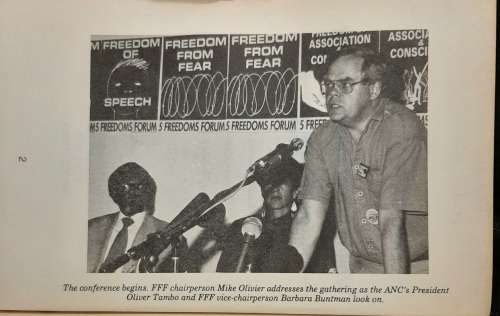 M FREEDOM OF
SPEECH
FREEDOM
FROM
FEAR
FREEDOM
FROM
FEAR
FREEDOM
ASSOCIATION
ASSOCIA
&
CONSCI
M 5 FREEDOMS FORUM
5 FREEDOMS FORUM
5 FREEDOMS FORUM
5 F
2
The conference begins. FFF chairperson Mike Olivier addresses the gathering as the ANC's President
Oliver Tambo and FFF vice-chairperson Barbara Buntman look on.